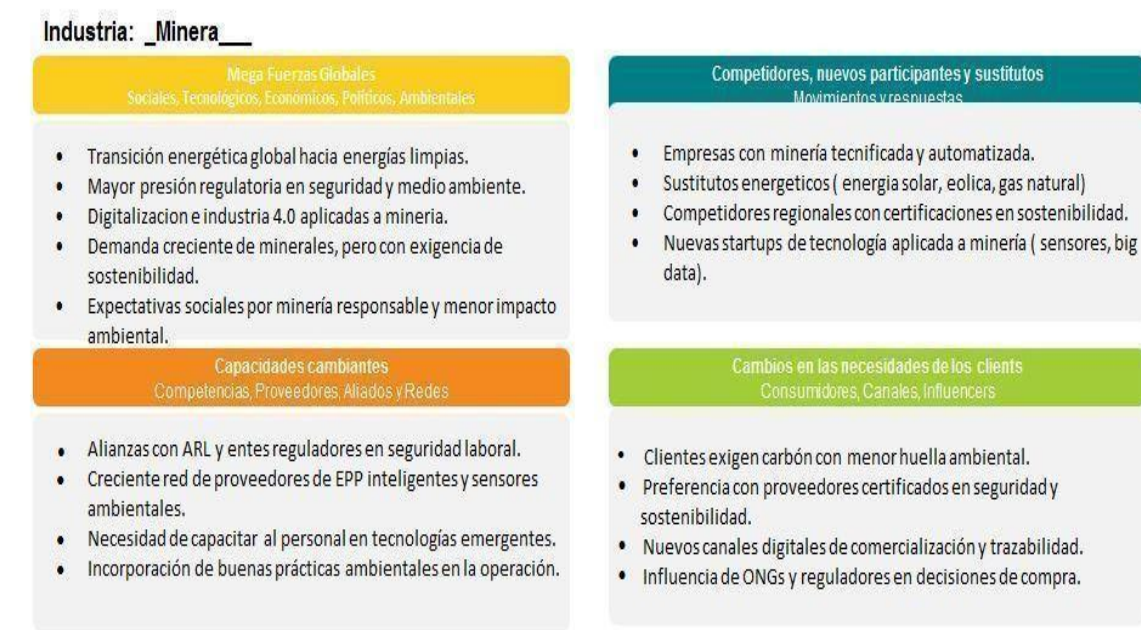 Industria: _Minera___
Mega Fuerzas Globales
Sociales, Tecnológicos, Económicos, Políticos, Ambientales
• Transición energética global hacia energías limpias.
• Mayor presión regulatoria en seguridad y medio ambiente.
• Digitalizacion e industria 4.0 aplicadas a mineria.
• Demanda creciente de minerales, pero con exigencia de
sostenibilidad.
• Expectativas sociales por minería responsable y menor impacto
ambiental.
Competidores, nuevos participantes y sustitutos
Movimientos y respuestas
• Empresas con minería tecnificada y automatizada.
• Sustitutos energeticos ( energia solar, eolica, gas natural)
• Competidores regionales con certificaciones en sostenibilidad.
• Nuevas startups de tecnología aplicada a minería ( sensores, big
data).
Capacidades cambiantes
Competencias, Proveedores, Aliados y Redes
• Alianzas con ARL y entes reguladores en seguridad laboral.
• Creciente red de proveedores de EPP inteligentes y sensores
ambientales.
• Necesidad de capacitar al personal en tecnologías emergentes.
• Incorporación de buenas prácticas ambientales en la operación.
Cambios en las necesidades de los clients
Consumidores, Canales, Influencers
• Clientes exigen carbón con menor huella ambiental.
• Preferencia con proveedores certificados en seguridad y
sostenibilidad.
• Nuevos canales digitales de comercialización y trazabilidad.
• Influencia de ONGs y reguladores en decisiones de compra.